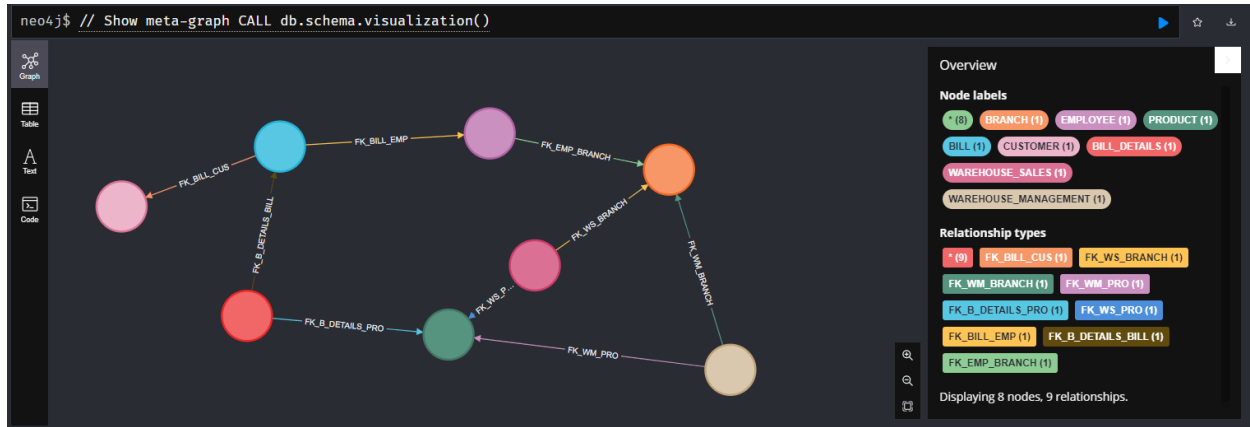 neo4j$ // Show meta-graph CALL db.schema.visualization()
Graph
Table
Text
Code
FK_BILL_CUS
FK_BILL_EMP
FK_EMP_BRANCH
FK_B_DETAILS_BILL
FK_WS_BRANCH
FK_WM_BRANCH
FK_WS_P...
FK_B_DETAILS_PRO
FK_WM_PRO
Overview
Node labels
* (8) BRANCH (1) EMPLOYEE (1) PRODUCT (1)
BILL (1) CUSTOMER (1) BILL_DETAILS (1)
WAREHOUSE_SALES (1)
WAREHOUSE_MANAGEMENT (1)
Relationship types
* (9) FK_BILL_CUS (1) FK_WS_BRANCH (1)
FK_WM_BRANCH (1) FK_WM_PRO (1)
FK_B_DETAILS_PRO (1) FK_WS_PRO (1)
FK_BILL_EMP (1) FK_B_DETAILS_BILL (1)
FK_EMP_BRANCH (1)
Displaying 8 nodes, 9 relationships.